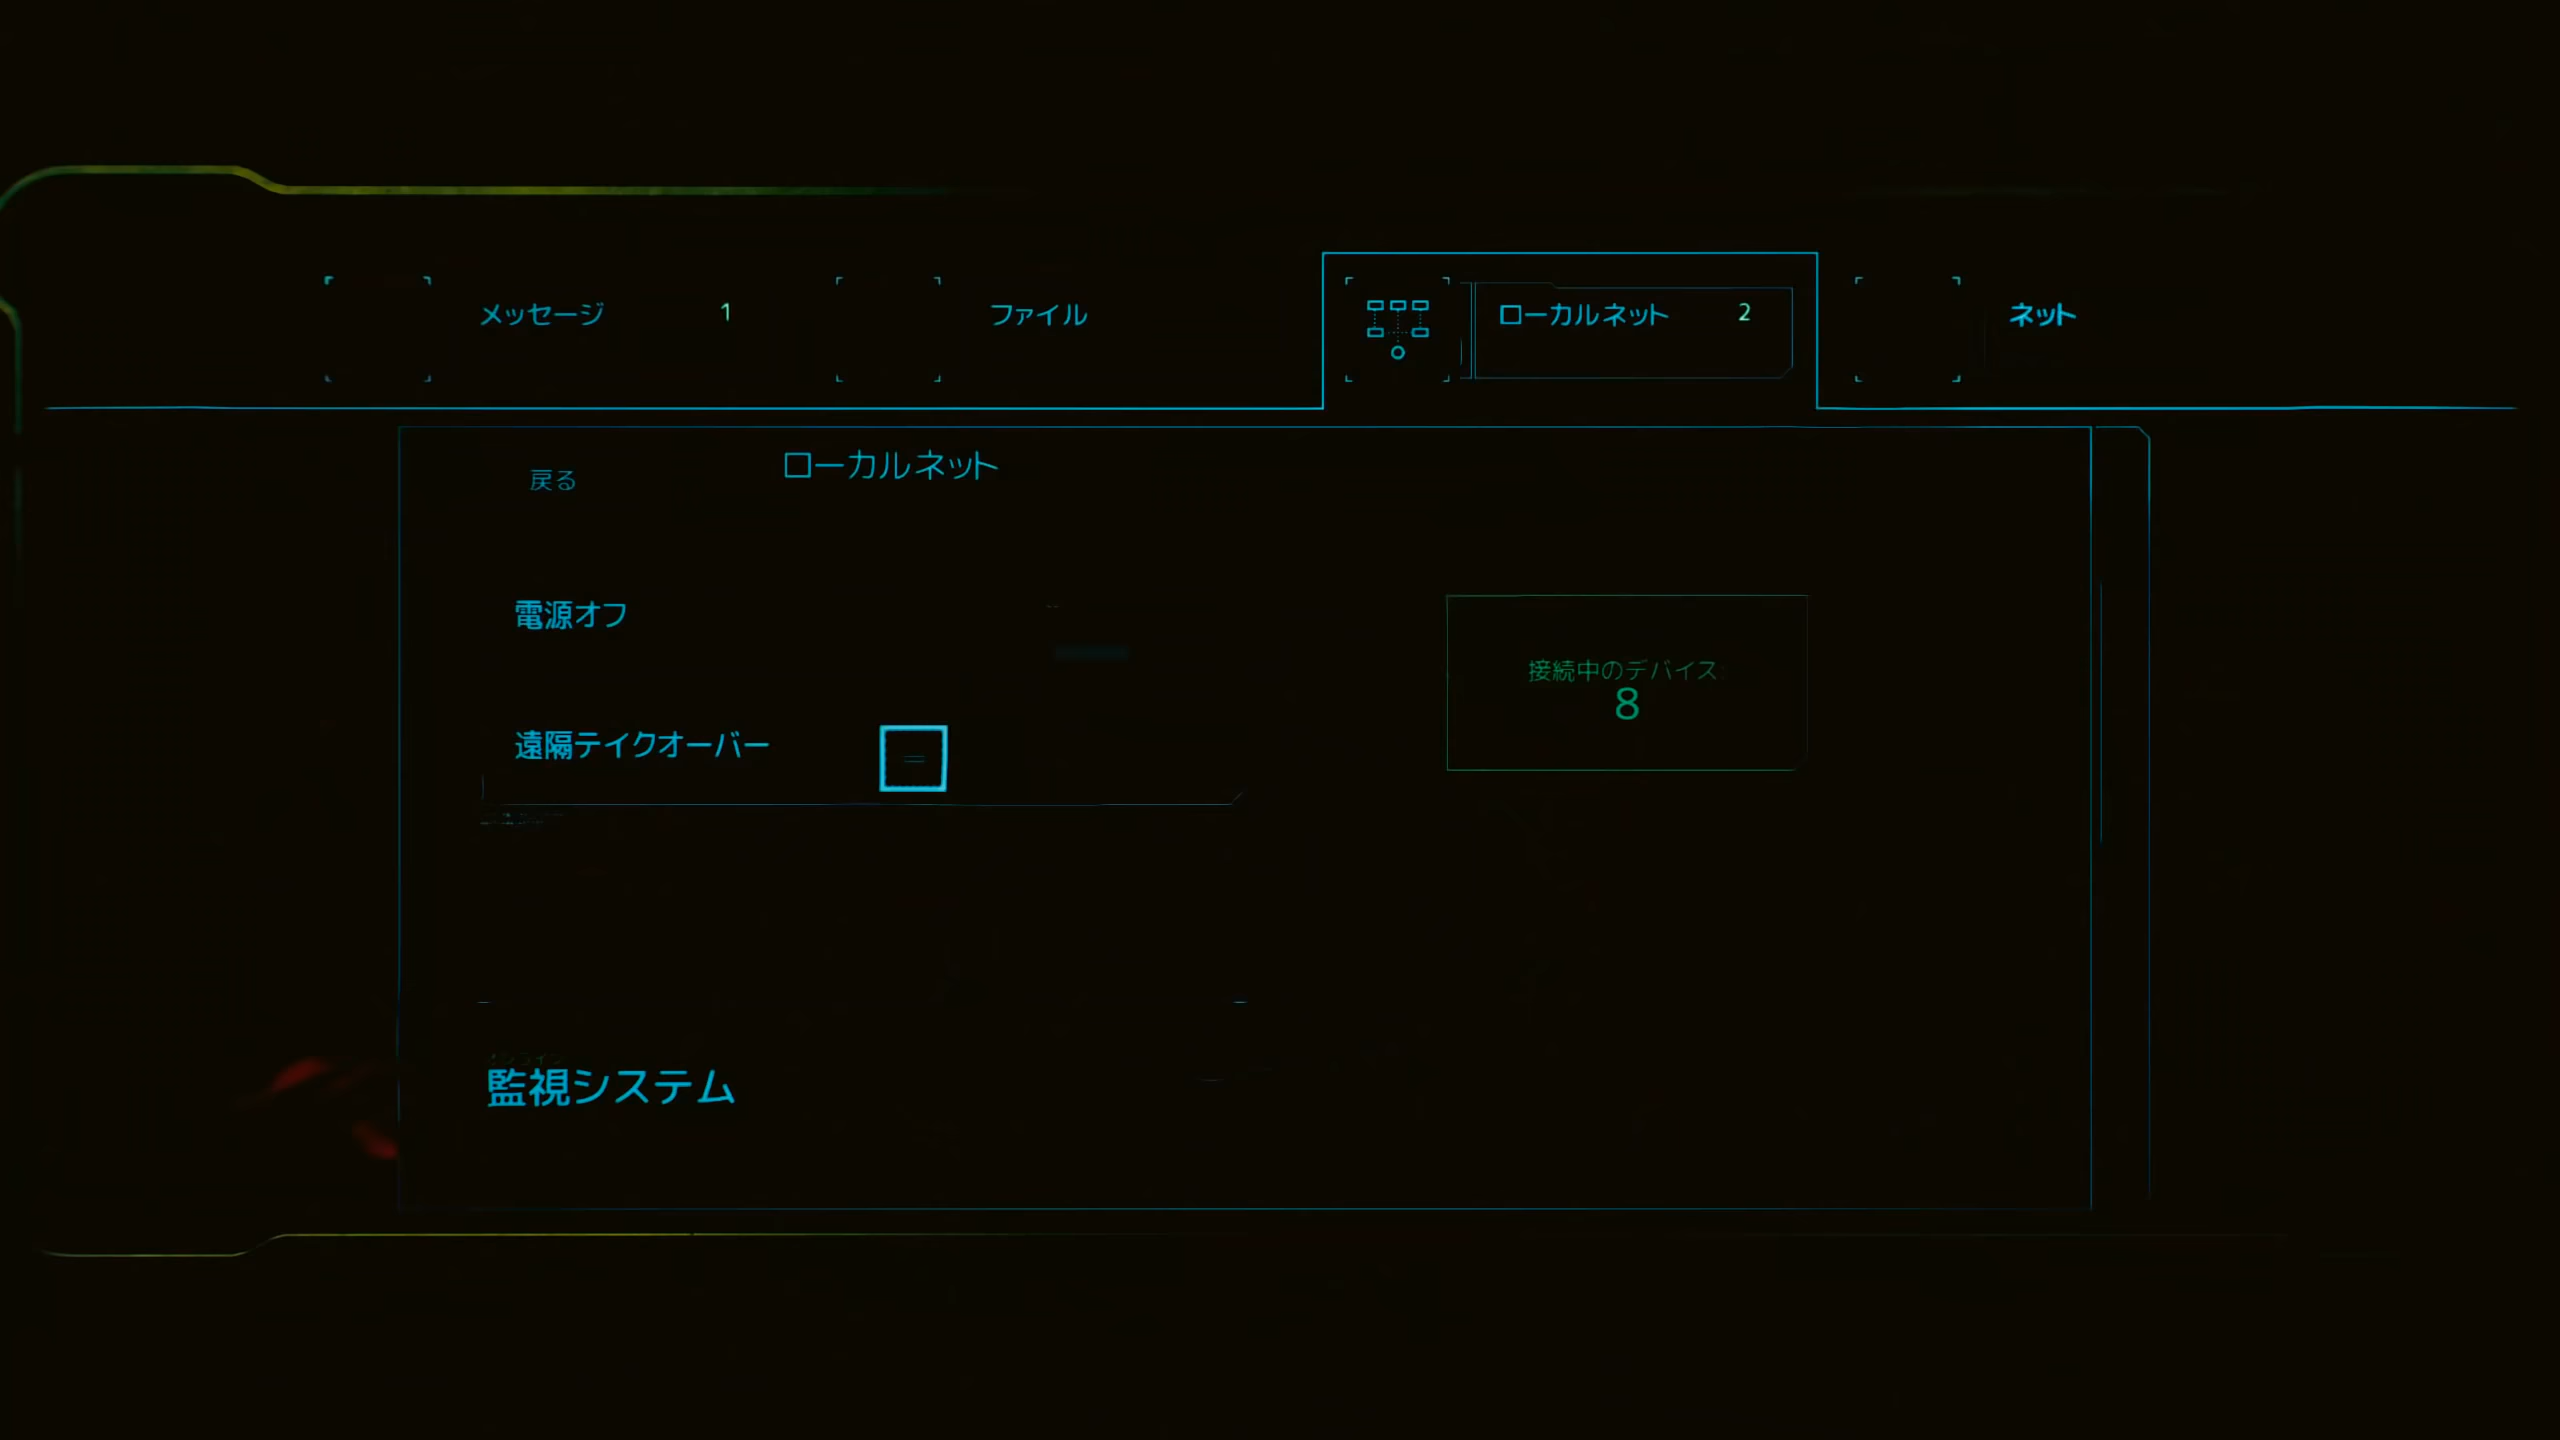 メッセージ 1
ファイル
ローカルネット 2
ネット
戻る
ローカルネット
電源オフ
接続中のデバイス:
8
遠隔テイクオーバー
監視システム